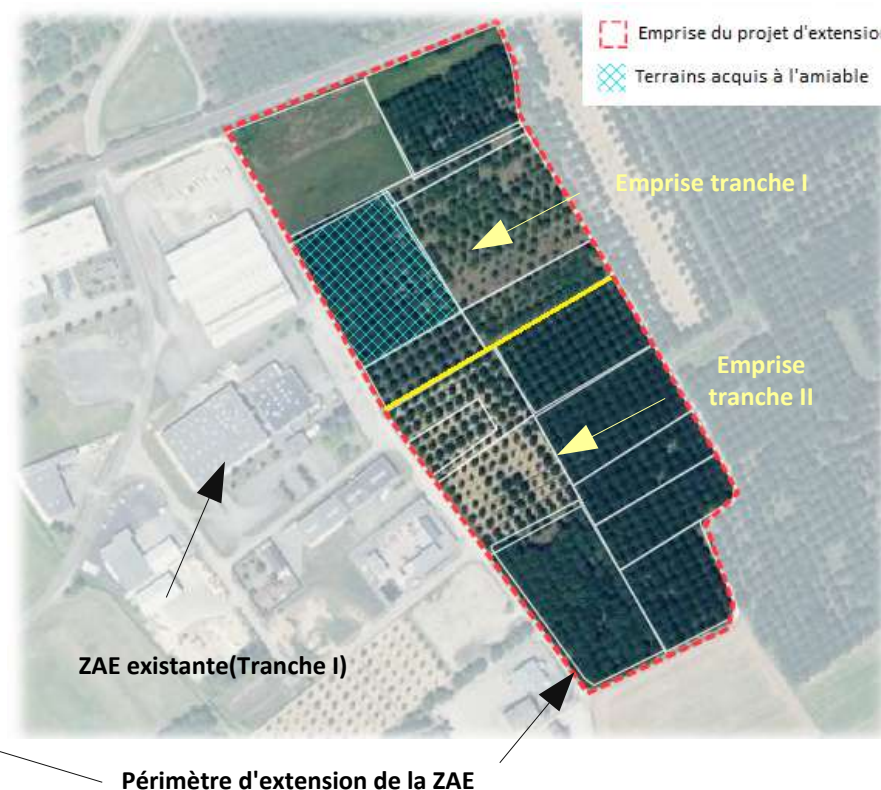 Emprise du projet d'extensio
Terrains acquis à l'amiable
Emprise tranche I
Emprise
tranche II
ZAE existante(Tranche I)
Périmètre d'extension de la ZAE